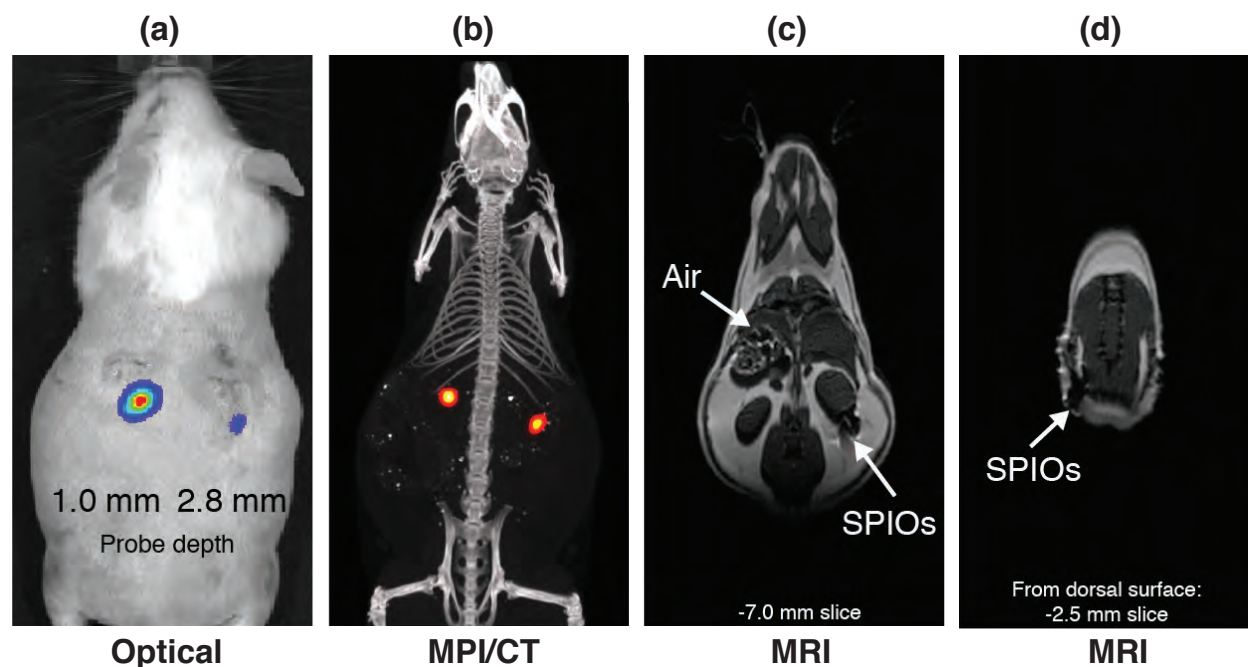 (a)
(b)
(c)
(d)
1.0 mm 2.8 mm
Probe depth
Air
SPIOs
-7.0 mm slice
SPIOs
From dorsal surface:
-2.5 mm slice
Optical
MPI/CT
MRI
MRI